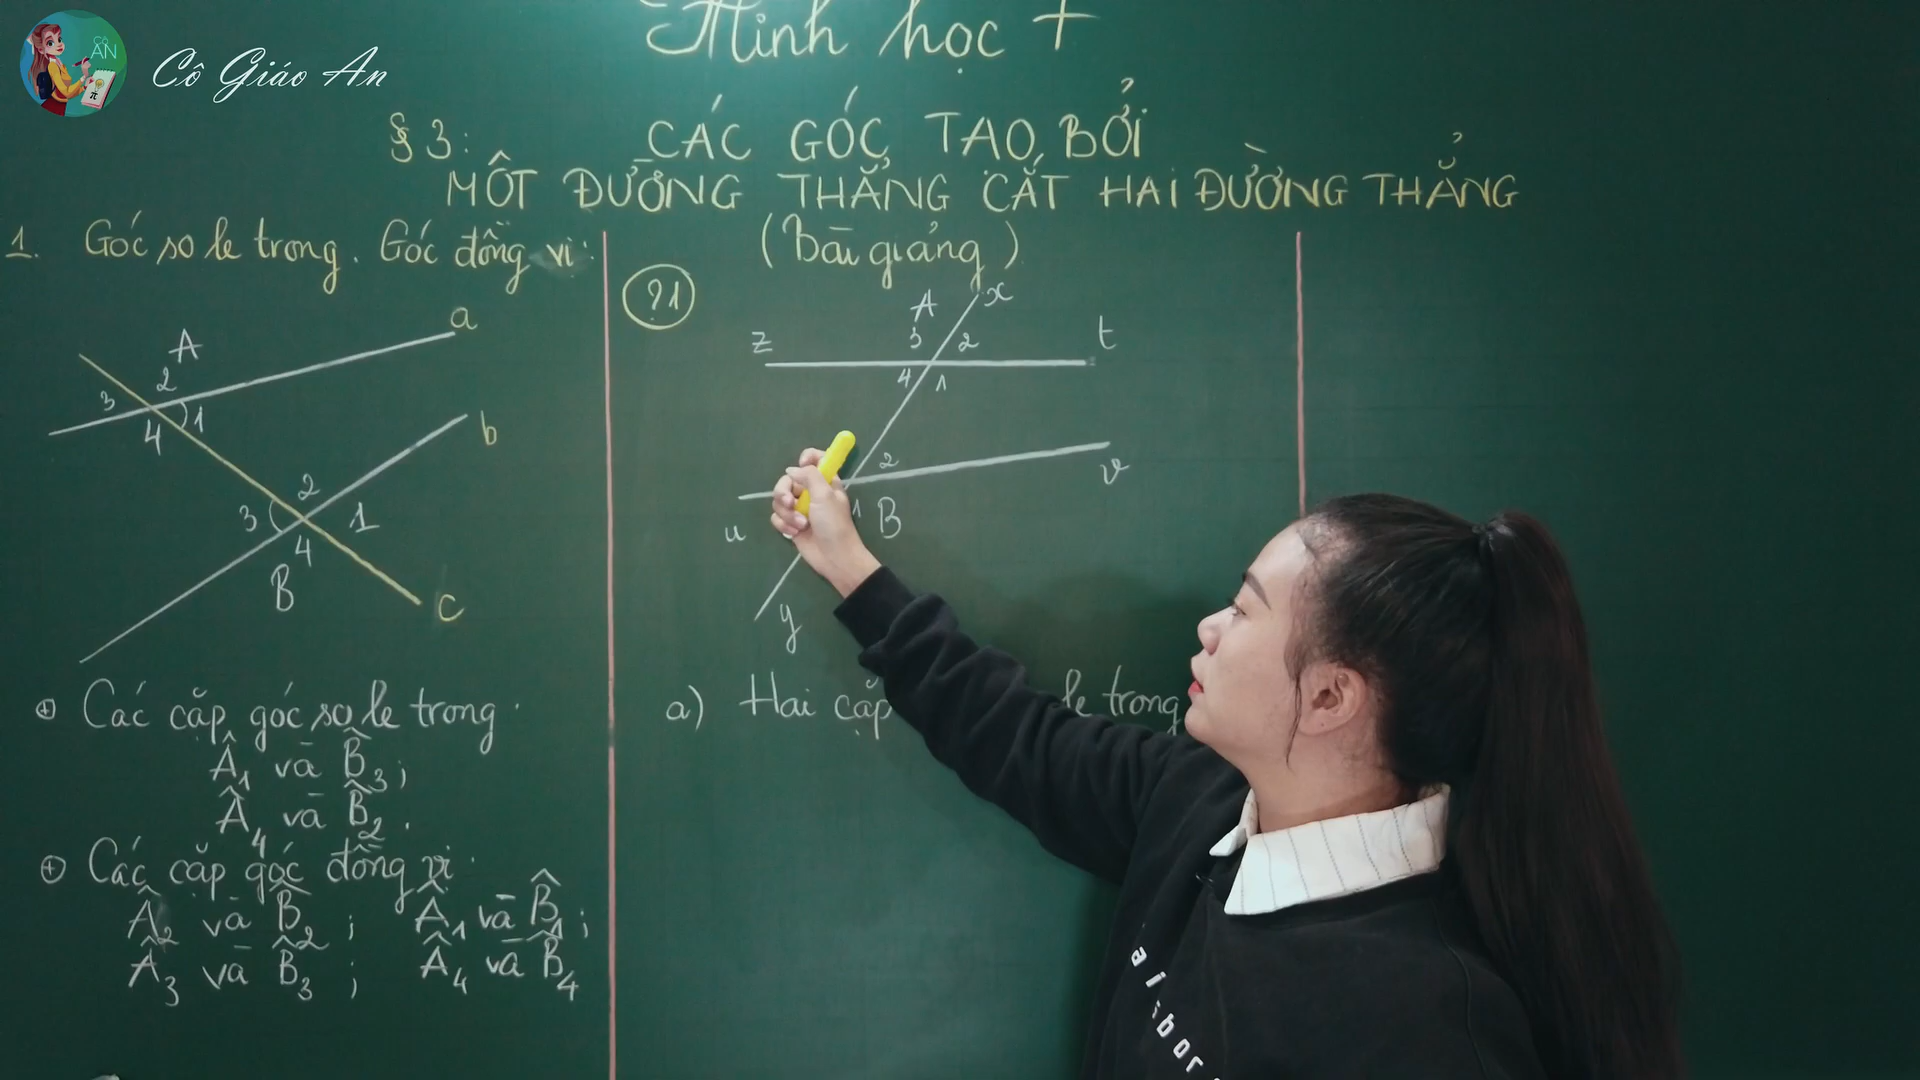 CÔ AN
Cô Giáo An
Hình học 7
§3: CÁC GÓC TẠO BỞI
MỘT ĐƯỜNG THẲNG CẮT HAI ĐƯỜNG THẲNG
(Bài giảng)
1. Góc so le trong. Góc đồng vị:
a
A
2
3
1
4
b
2
3
1
4
B
c
⊕ Các cặp góc so le trong
Â1 và B̂3;
Â4 và B̂2.
⊕ Các cặp góc đồng vị
Â2 và B̂2; Â1 và B̂1;
Â3 và B̂3; Â4 và B̂4
?1
A
x
z
3
2
t
4
1
2
v
u
1
B
y
a) Hai cặp
le trong